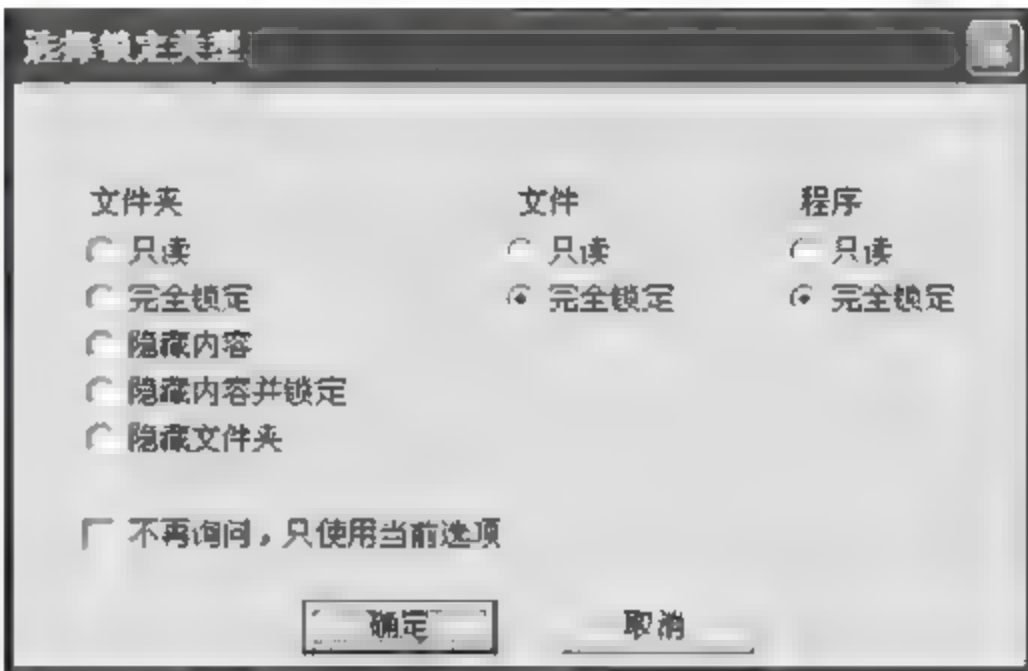 选择锁定类型
文件夹 文件 程序
只读 只读 只读
完全锁定 完全锁定 完全锁定
隐藏内容
隐藏内容并锁定
隐藏文件夹
不再询问，只使用当前选项
确定 取消